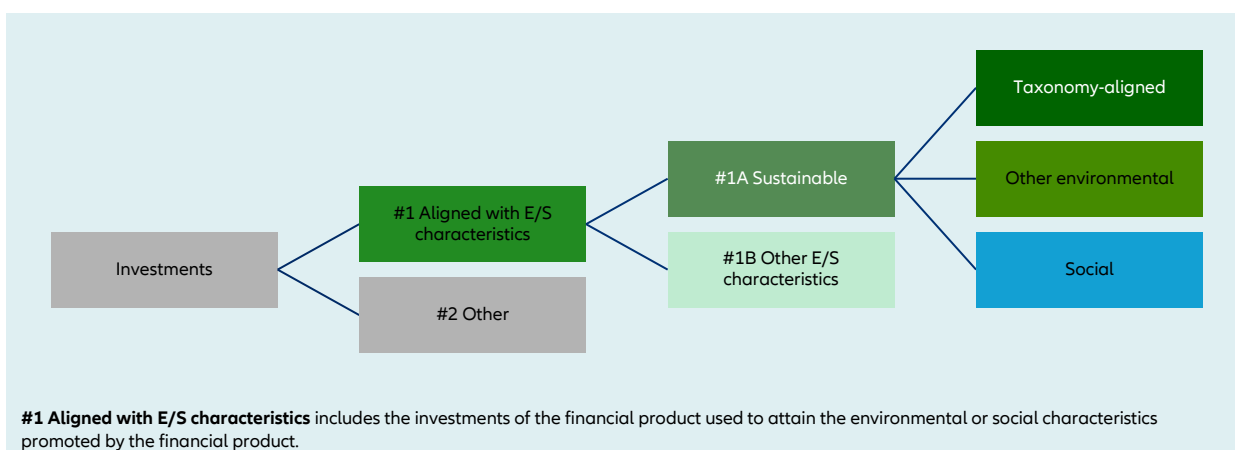 Investments
#1 Aligned with E/S
characteristics
#2 Other
#1A Sustainable
#1B Other E/S
characteristics
Taxonomy-aligned
Other environmental
Social
#1 Aligned with E/S characteristics includes the investments of the financial product used to attain the environmental or social characteristics
promoted by the financial product.